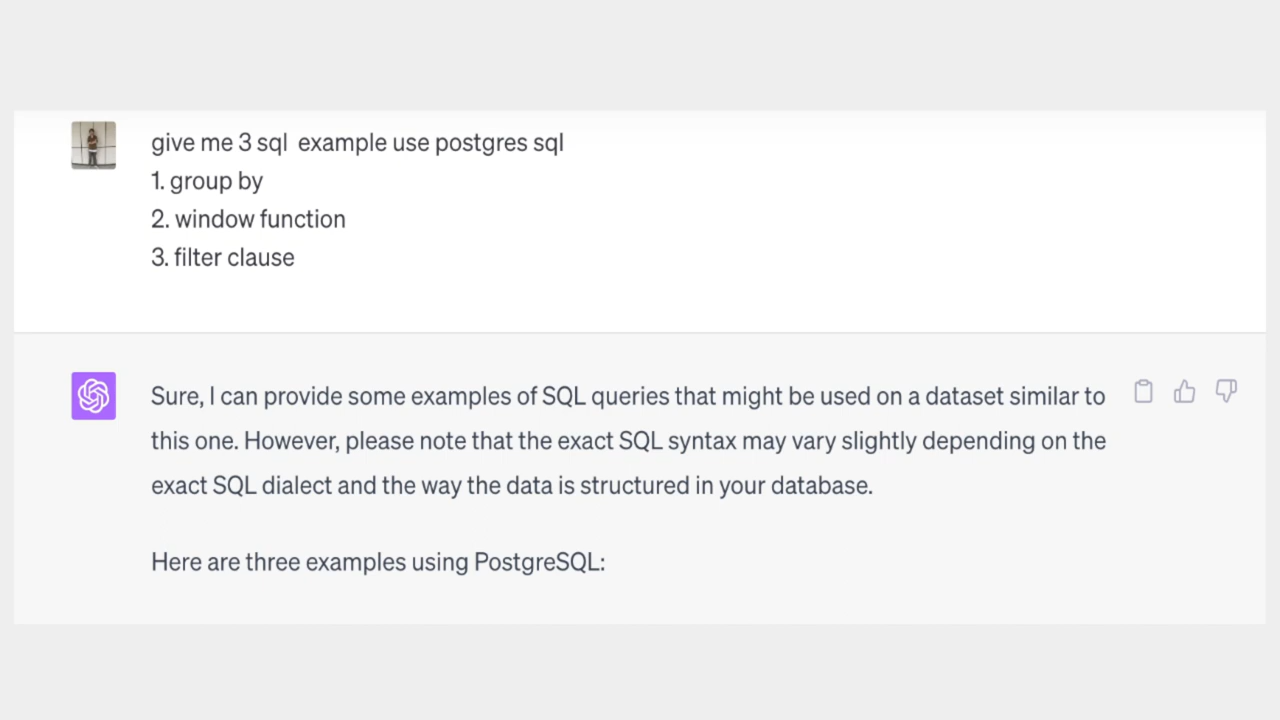 give me 3 sql  example use postgres sql
1. group by
2. window function
3. filter clause
Sure, I can provide some examples of SQL queries that might be used on a dataset similar to
this one. However, please note that the exact SQL syntax may vary slightly depending on the
exact SQL dialect and the way the data is structured in your database.
Here are three examples using PostgreSQL: